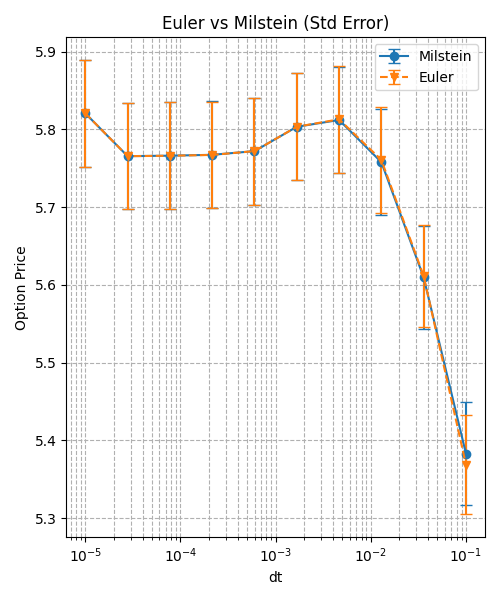 Euler vs Milstein (Std Error)
Milstein
Euler
5.9
5.8
5.7
5.6
5.5
5.4
5.3
Option Price
10⁻⁵
10⁻⁴
10⁻³
10⁻²
10⁻¹
dt